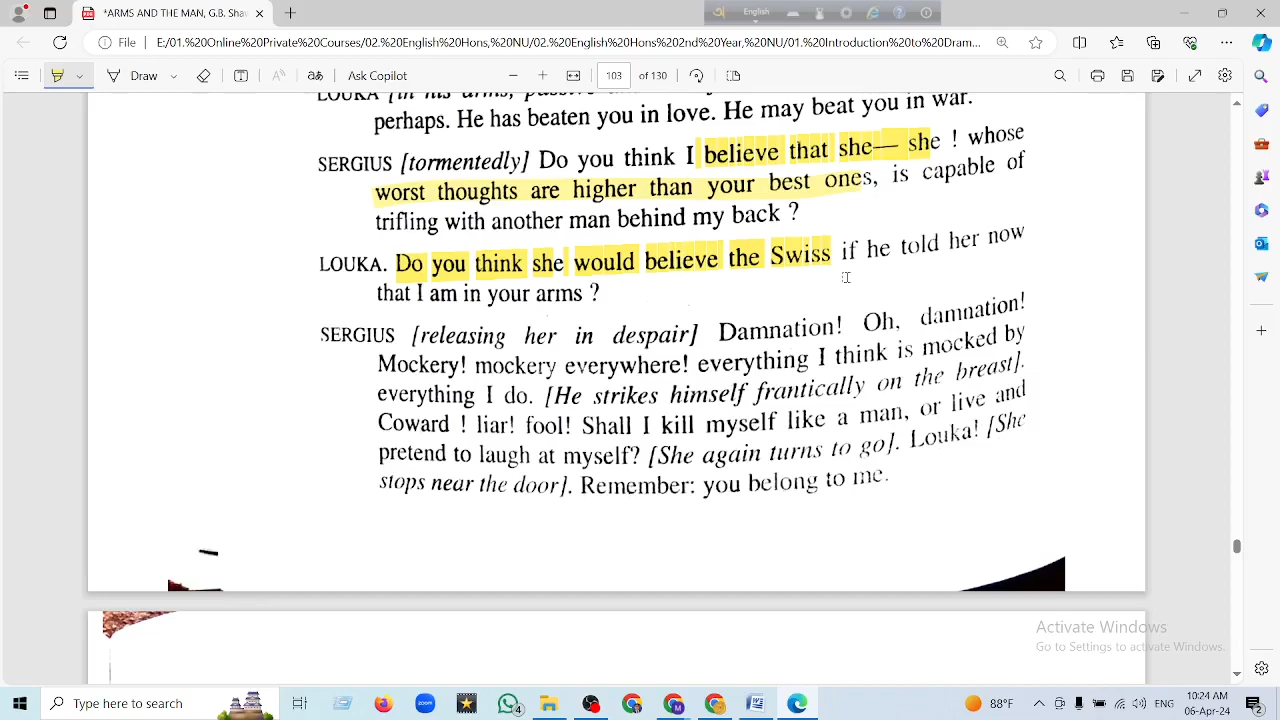 *ARMS AND THE MAN, G.B. Shaw
English
File
E:/01.%20Online%20Private%20Courses/02.%20English%20Hons,%20Honors%202nd%20Year,%20NU/01.%20Introduction%20to%20Dram...
Draw
Ask Copilot
103 of 130
perhaps. He has beaten you in love. He may beat you in war.
SERGIUS [tormentedly] Do you think I believe that she— she ! whose
worst thoughts are higher than your best ones, is capable of
trifling with another man behind my back ?
LOUKA. Do you think she would believe the Swiss if he told her now
that I am in your arms ?
SERGIUS [releasing her in despair] Damnation! Oh, damnation!
Mockery! mockery everywhere! everything I think is mocked by
everything I do. [He strikes himself frantically on the breast].
Coward ! liar! fool! Shall I kill myself like a man, or live and
pretend to laugh at myself? [She again turns to go]. Louka! [She
stops near the door]. Remember: you belong to me.
Activate Windows
Go to Settings to activate Windows.
Type here to search
zoom
4
88°F
ENG
10:24 AM
06-Apr-24
2